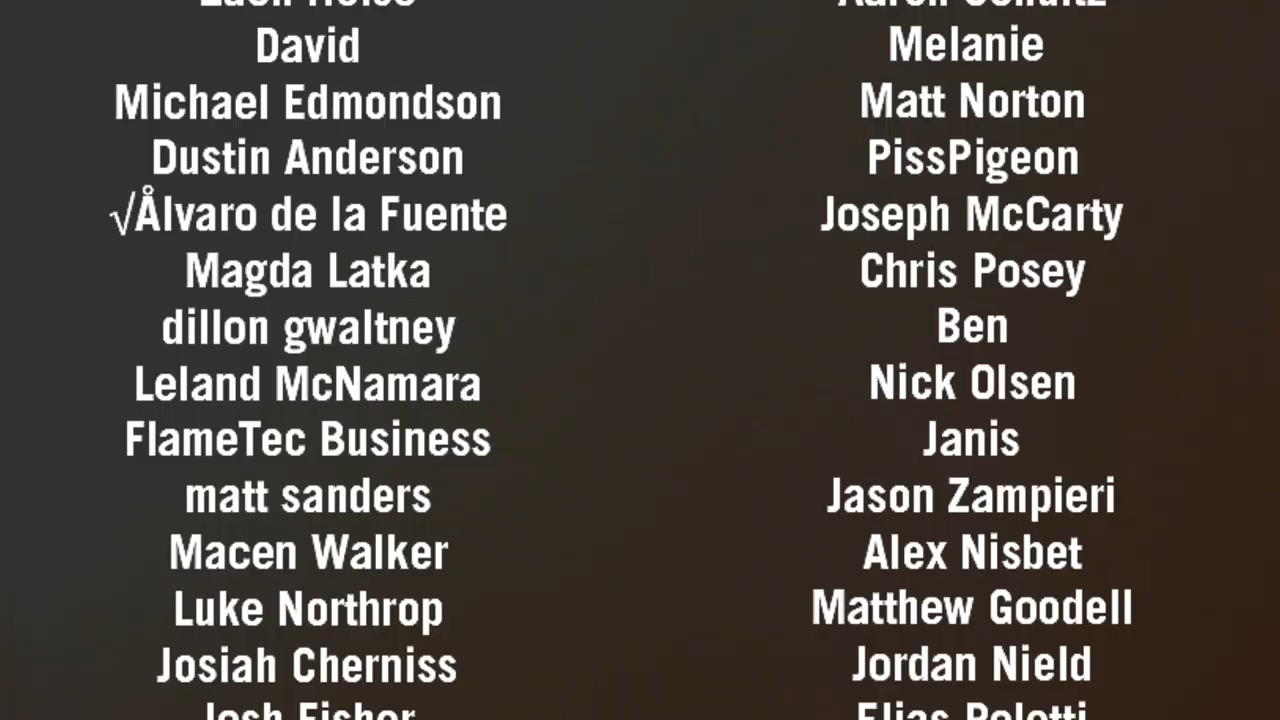 David
Michael Edmondson
Dustin Anderson
√Ålvaro de la Fuente
Magda Latka
dillon gwaltney
Leland McNamara
FlameTec Business
matt sanders
Macen Walker
Luke Northrop
Josiah Cherniss
Josh Fisher
Melanie
Matt Norton
PissPigeon
Joseph McCarty
Chris Posey
Ben
Nick Olsen
Janis
Jason Zampieri
Alex Nisbet
Matthew Goodell
Jordan Nield